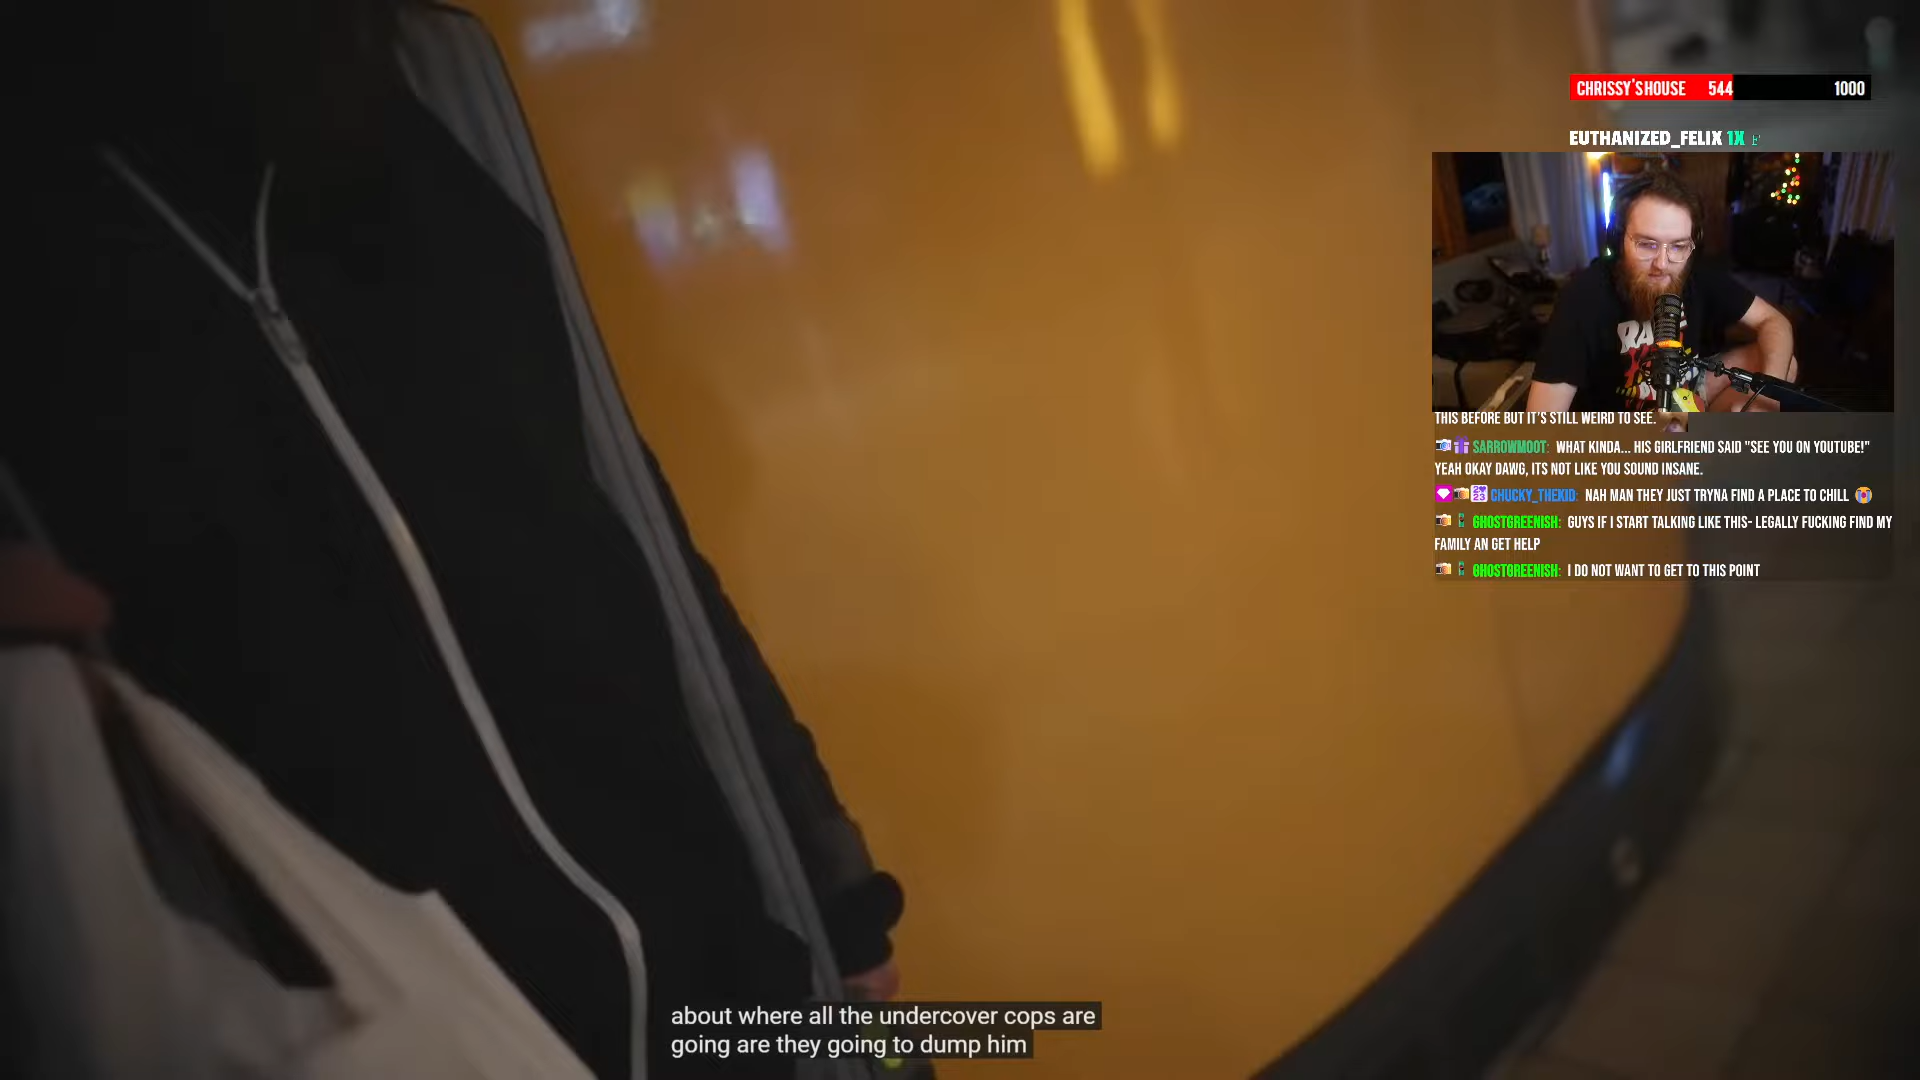 CHRISSY'S HOUSE 544 1000
EUTHANIZED_FELIX 1X
THIS BEFORE BUT IT'S STILL WEIRD TO SEE.
SARROWMOOT: WHAT KINDA... HIS GIRLFRIEND SAID "SEE YOU ON YOUTUBE!"
YEAH OKAY DAWG, ITS NOT LIKE YOU SOUND INSANE.
CHUCKY_THEKID: NAH MAN THEY JUST TRYNA FIND A PLACE TO CHILL
GHOSTGREENISH: GUYS IF I START TALKING LIKE THIS- LEGALLY FUCKING FIND MY
FAMILY AN GET HELP
GHOSTGREENISH: I DO NOT WANT TO GET TO THIS POINT
about where all the undercover cops are
going are they going to dump him